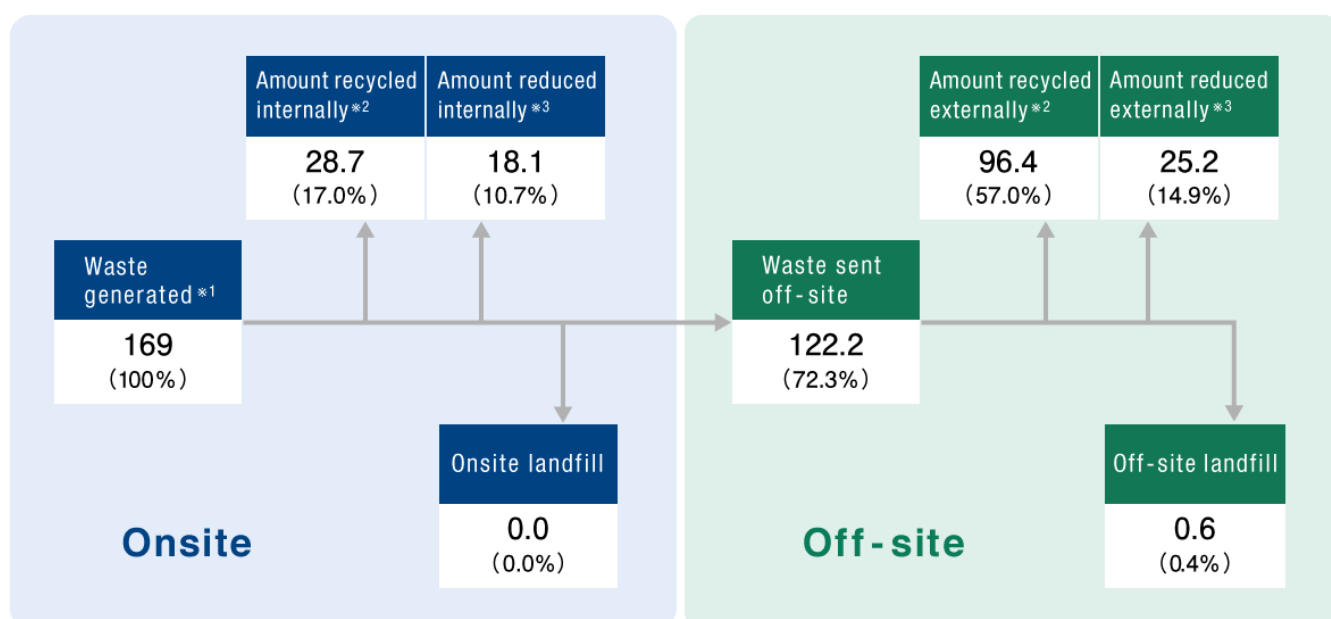 Amount recycled
internally※2
28.7
(17.0%)
Amount reduced
internally※3
18.1
(10.7%)
Waste
generated※1
169
(100%)
Onsite landfill
0.0
(0.0%)
Onsite
Amount recycled
externally※2
96.4
(57.0%)
Amount reduced
externally※3
25.2
(14.9%)
Waste sent
off-site
122.2
(72.3%)
Off-site landfill
0.6
(0.4%)
Off-site